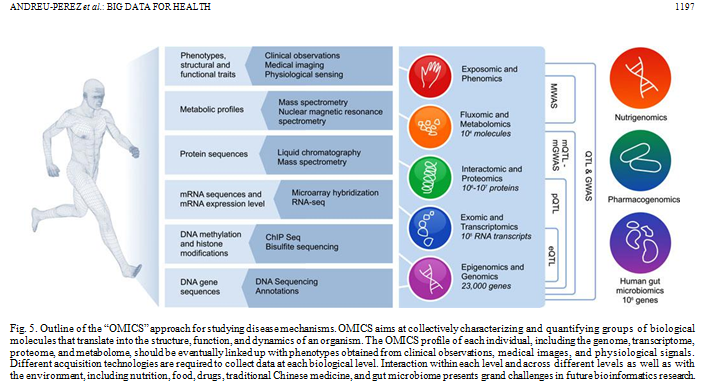 ANDREU-PEREZ et al.: BIG DATA FOR HEALTH
1197
Phenotypes,
structural and
functional traits
Clinical observations
Medical imaging
Physiological sensing
Metabolic profiles
Mass spectrometry
Nuclear magnetic resonance
spectrometry
Protein sequences
Liquid chromatography
Mass spectrometry
mRNA sequences and
mRNA expression level
Microarray hybridization
RNA-seq
DNA methylation
and histone
modifications
ChIP Seq
Bisulfite sequencing
DNA gene
sequences
DNA Sequencing
Annotations
Exposomic and
Phenomics
Fluxomic and
Metabolomics
10⁴ molecules
Interactomic and
Proteomics
10⁶-10⁷ proteins
Exomic and
Transcriptomics
10⁵ RNA transcripts
Epigenomics and
Genomics
23,000 genes
MWAS
mQTL -
mGWAS
pQTL
eQTL
QTL & GWAS
Nutrigenomics
Pharmacogenomics
Human gut
microbiomics
10⁶ genes
Fig. 5. Outline of the “OMICS” approach for studying disease mechanisms. OMICS aims at collectively characterizing and quantifying groups of biological
molecules that translate into the structure, function, and dynamics of an organism. The OMICS profile of each individual, including the genome, transcriptome,
proteome, and metabolome, should be eventually linked up with phenotypes obtained from clinical observations, medical images, and physiological signals.
Different acquisition technologies are required to collect data at each biological level. Interaction within each level and across different levels as well as with
the environment, including nutrition, food, drugs, traditional Chinese medicine, and gut microbiome presents grand challenges in future bioinformatics research.